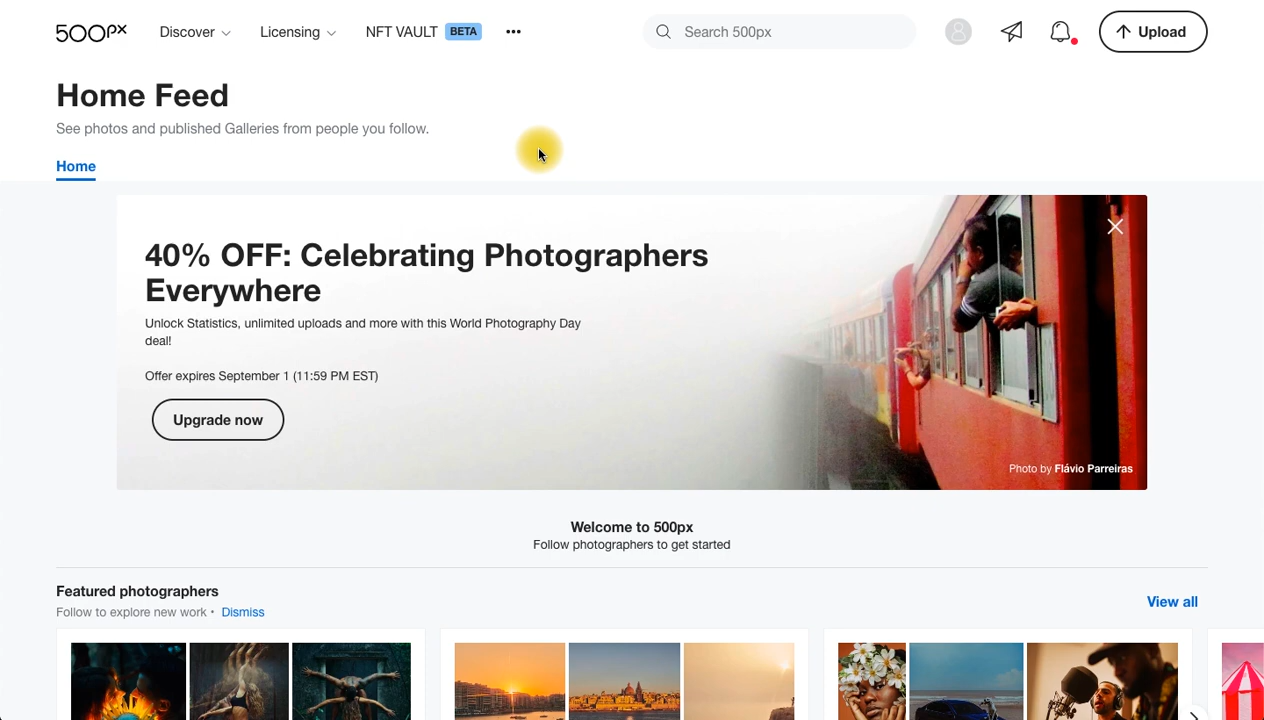 500px
Discover
Licensing
NFT VAULT BETA
Search 500px
Upload
Home Feed
See photos and published Galleries from people you follow.
Home
40% OFF: Celebrating Photographers
Everywhere
Unlock Statistics, unlimited uploads and more with this World Photography Day
deal!
Offer expires September 1 (11:59 PM EST)
Upgrade now
Photo by Flávio Parreiras
Welcome to 500px
Follow photographers to get started
Featured photographers
Follow to explore new work • Dismiss
View all